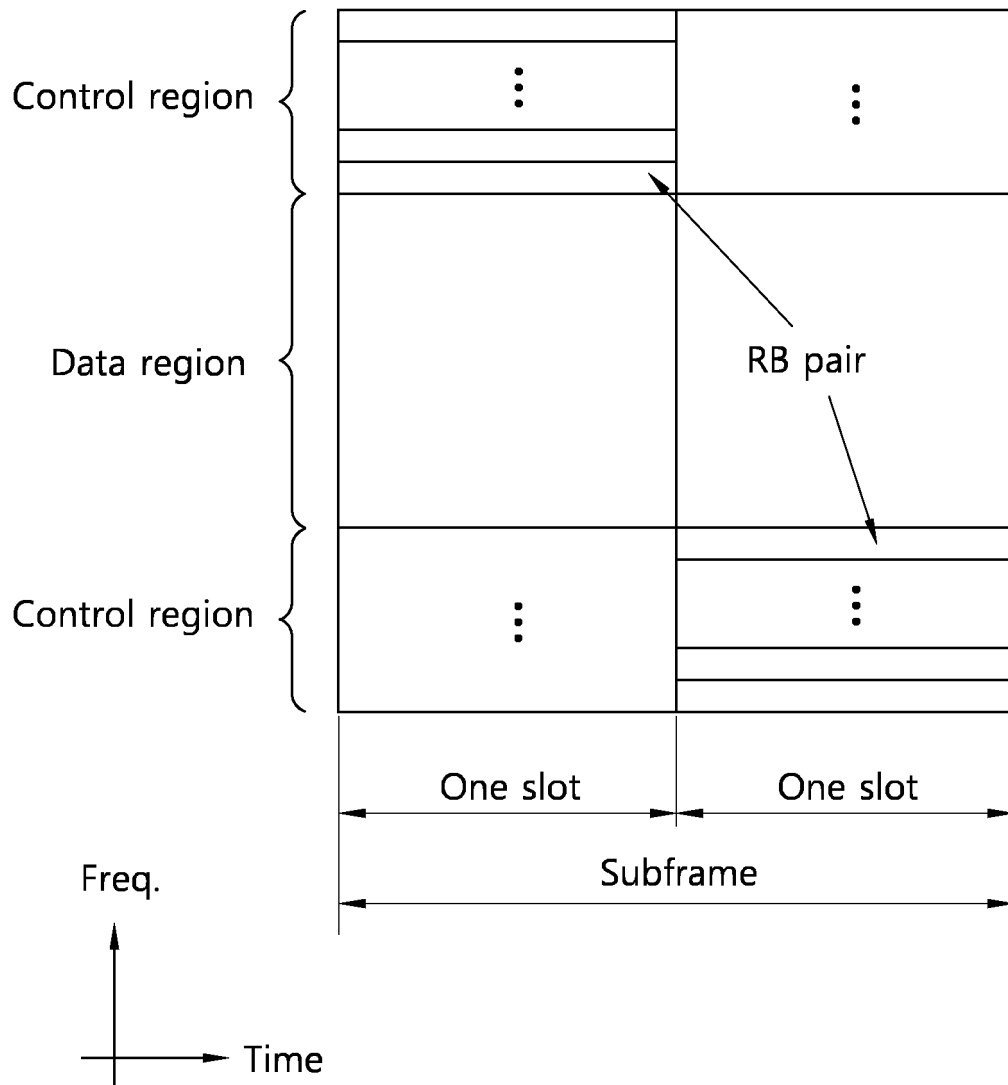 Control region
Data region
RB pair
Control region
One slot
One slot
Subframe
Freq.
Time